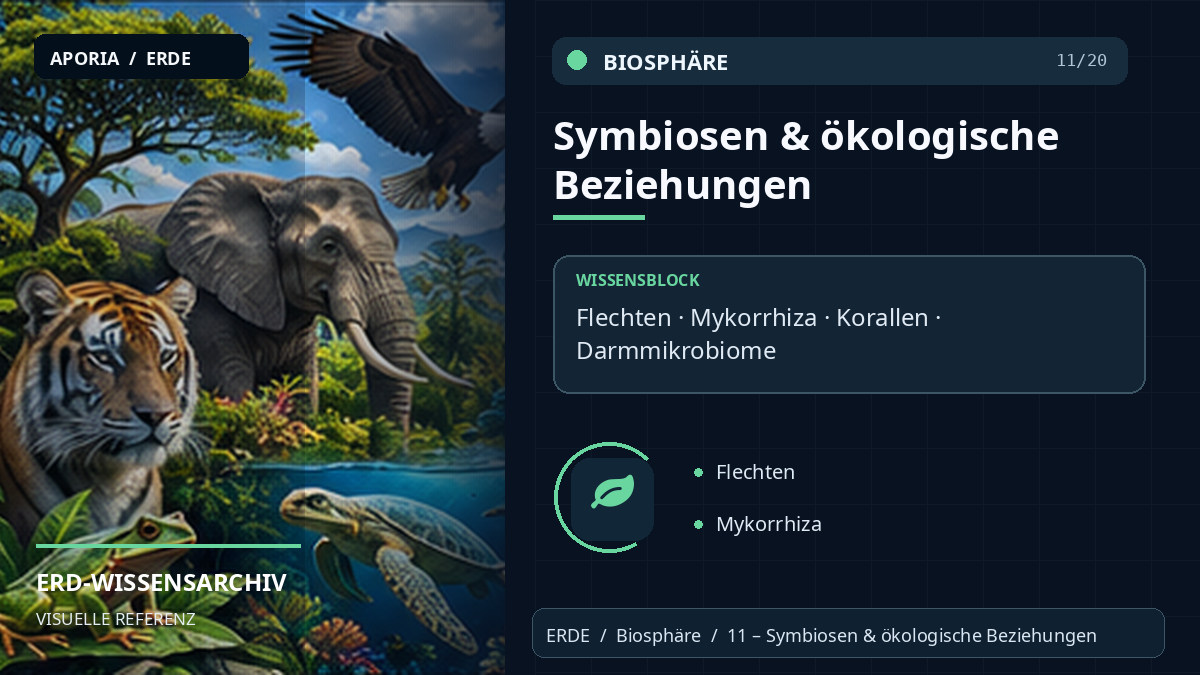 APORIA / ERDE
ERD-WISSENSARCHIV
VISUELLE REFERENZ
BIOSPHÄRE
11/20
Symbiosen & ökologische
Beziehungen
WISSENSBLOCK
Flechten · Mykorrhiza · Korallen ·
Darmmikrobiome
Flechten
Mykorrhiza
ERDE / Biosphäre / 11 – Symbiosen & ökologische Beziehungen